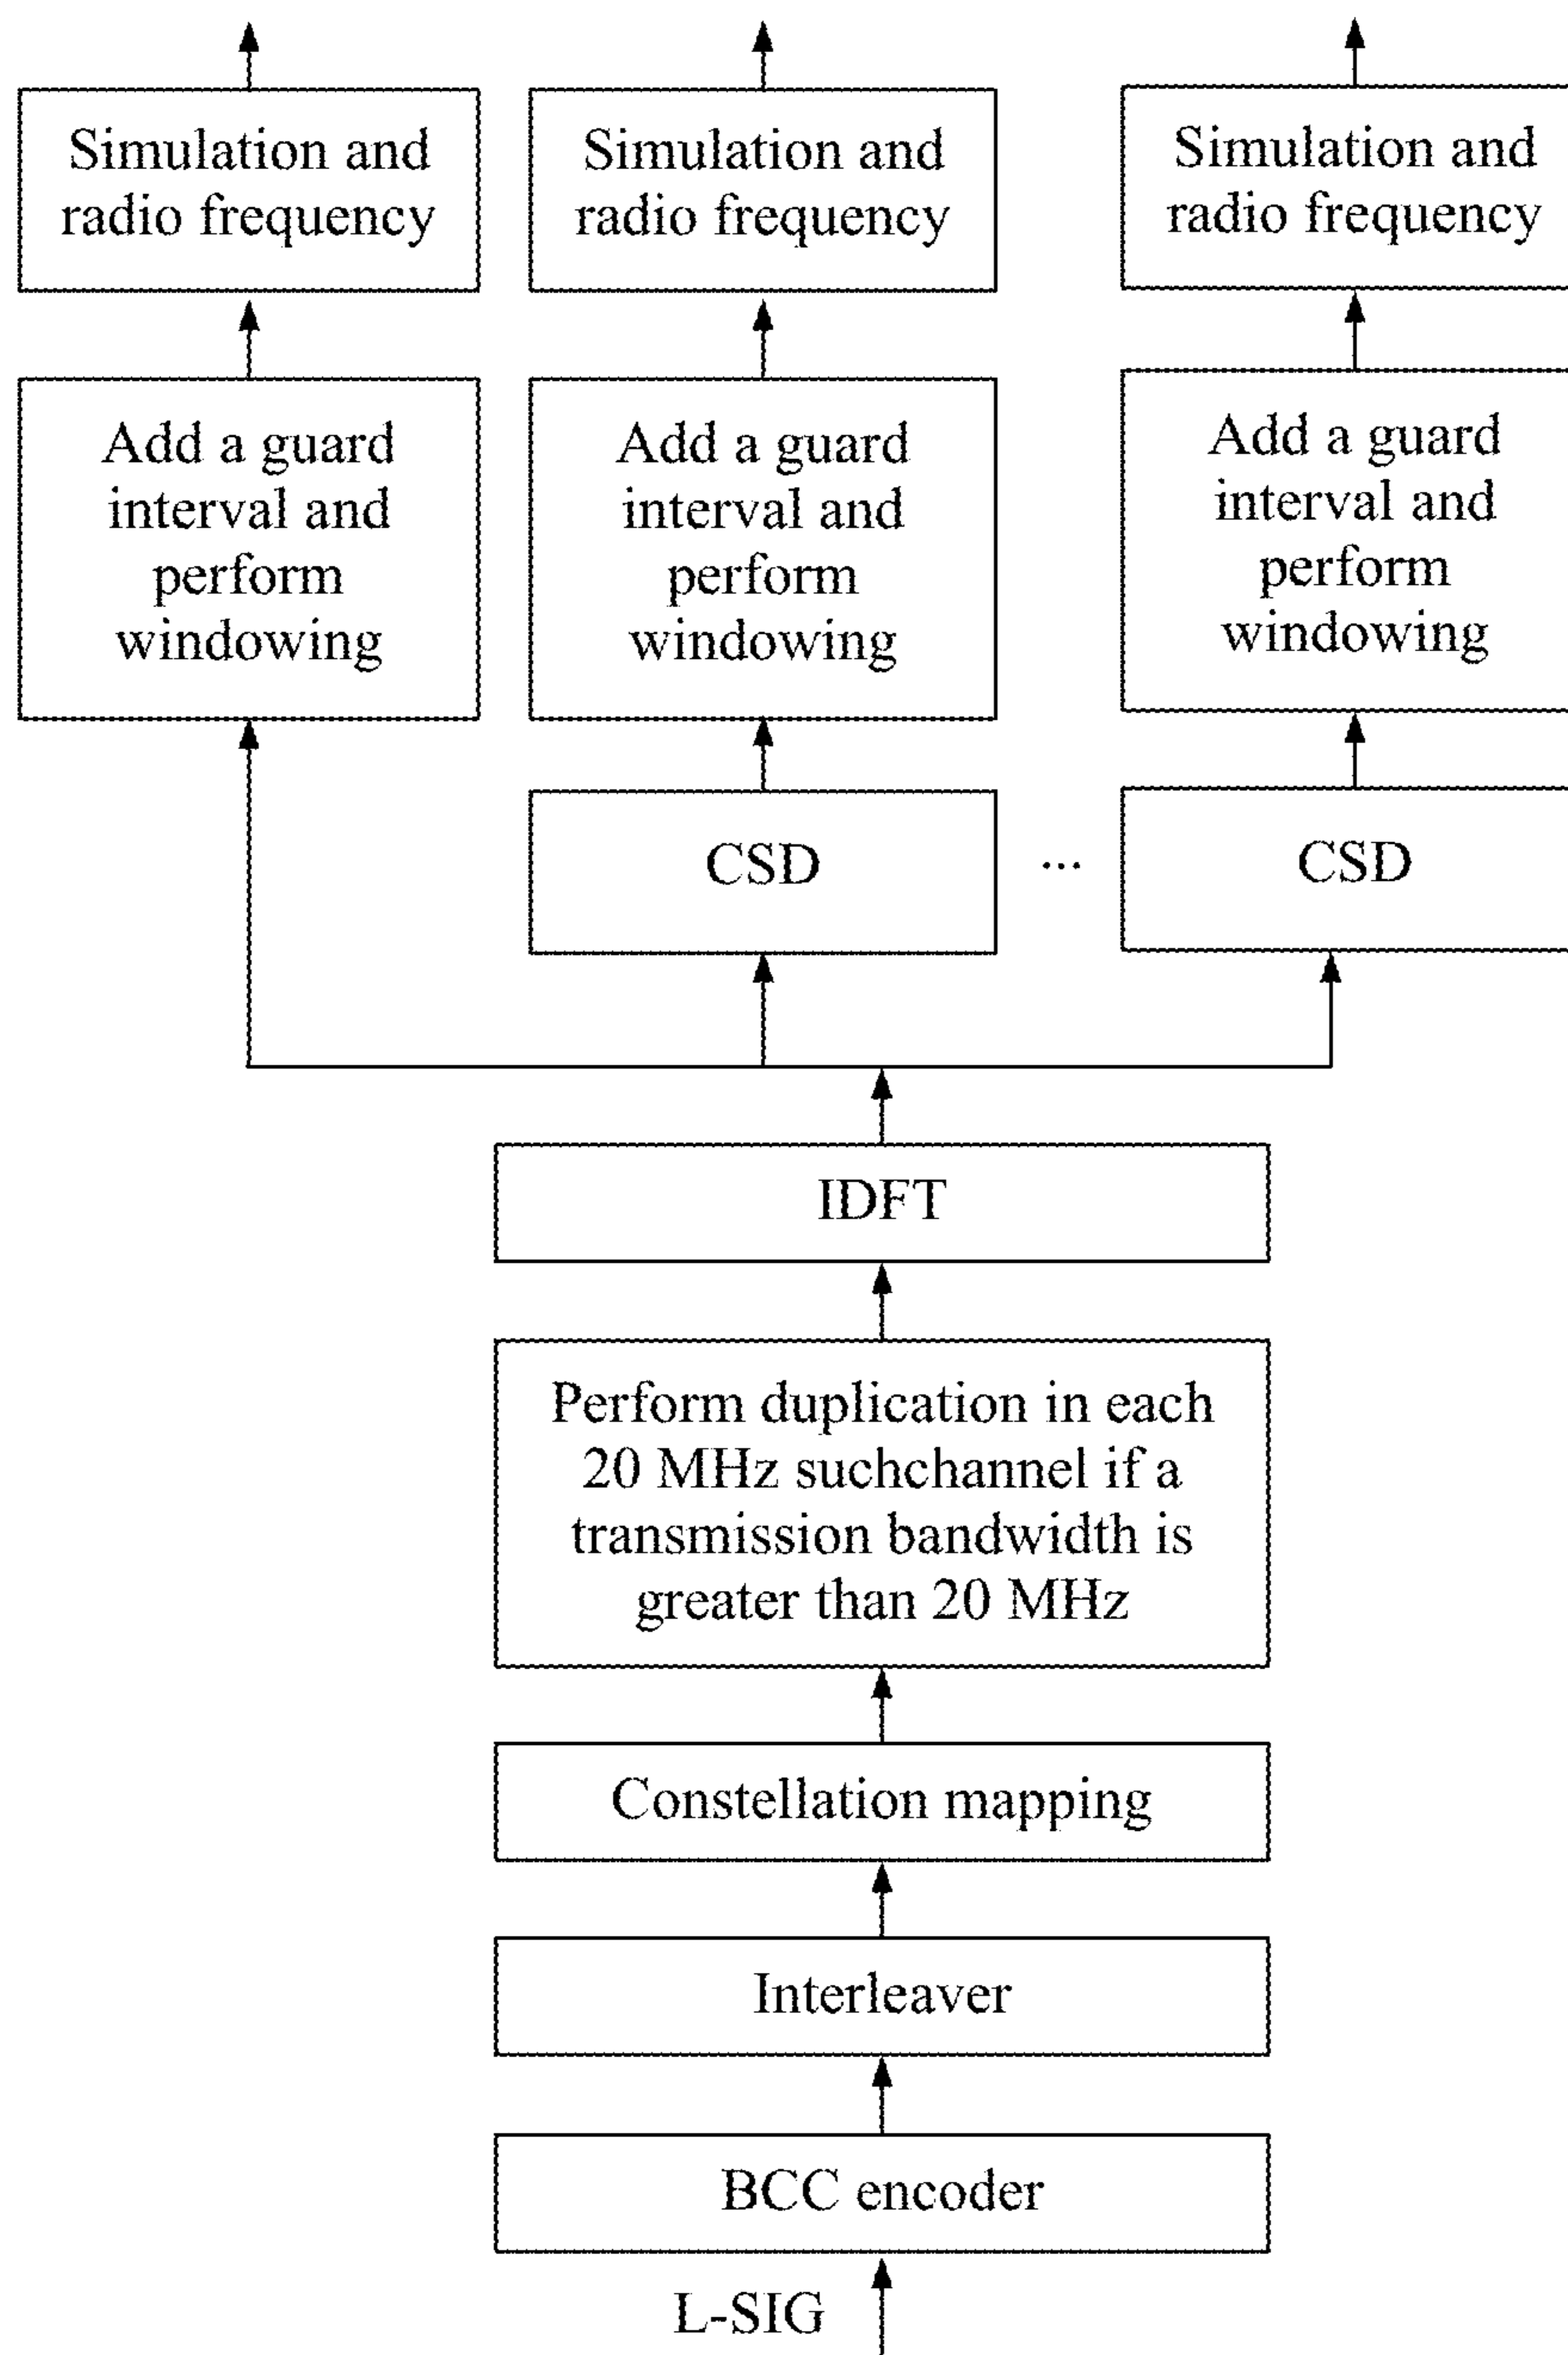 Simulation and
radio frequency
Simulation and
radio frequency
Simulation and
radio frequency
Add a guard
interval and
perform
windowing
Add a guard
interval and
perform
windowing
Add a guard
interval and
perform
windowing
CSD
...
CSD
IDFT
Perform duplication in each
20 MHz suchchannel if a
transmission bandwidth is
greater than 20 MHz
Constellation mapping
Interleaver
BCC encoder
L-SIG